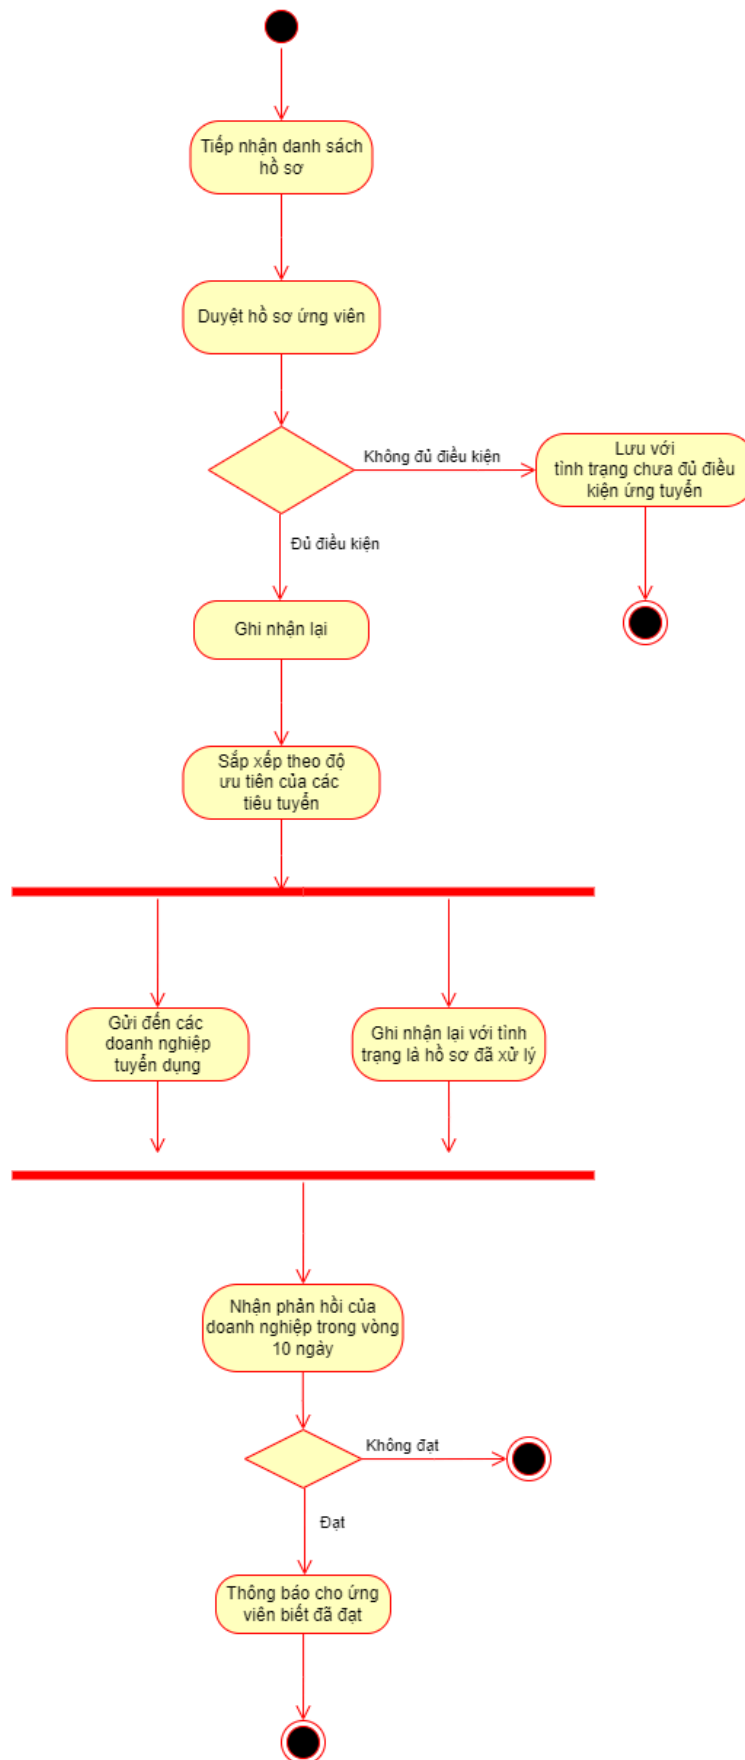 Tiếp nhận danh sách
hồ sơ
Duyệt hồ sơ ứng viên
Không đủ điều kiện
Lưu với
tình trạng chưa đủ điều
kiện ứng tuyển
Đủ điều kiện
Ghi nhận lại
Sắp xếp theo độ
ưu tiên của các
tiêu tuyển
Gửi đến các
doanh nghiệp
tuyển dụng
Ghi nhận lại với tình
trạng là hồ sơ đã xử lý
Nhận phản hồi của
doanh nghiệp trong vòng
10 ngày
Không đạt
Đạt
Thông báo cho ứng
viên biết đã đạt